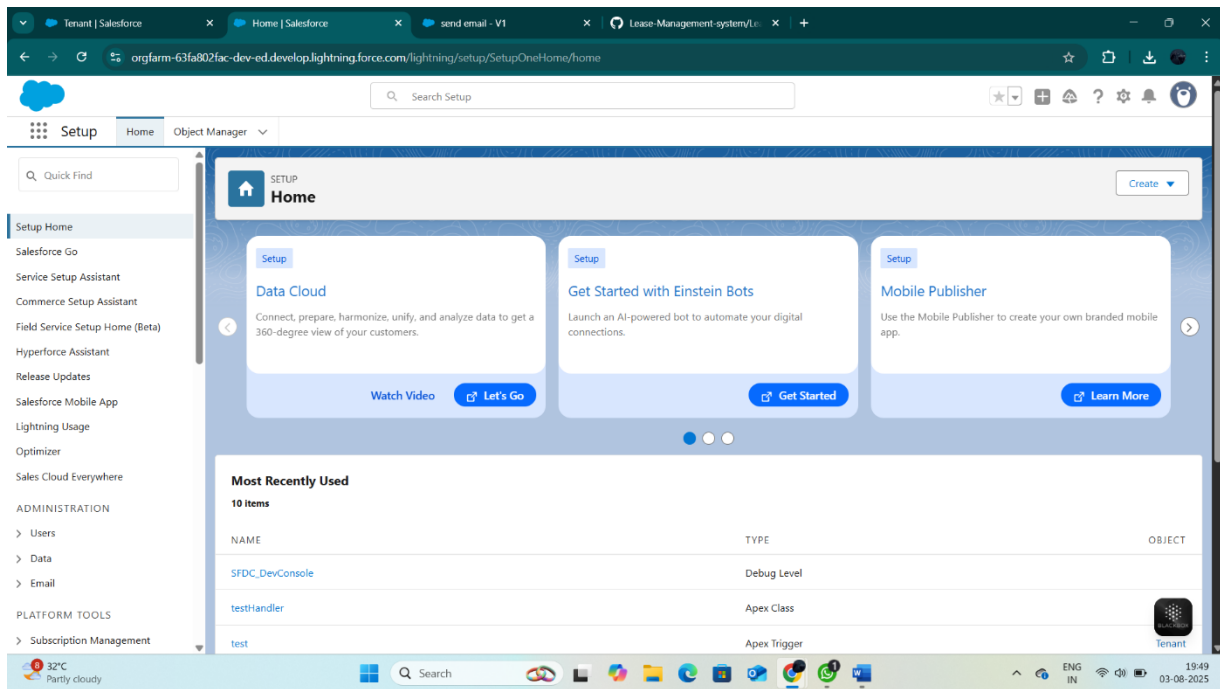 Tenant | Salesforce
Home | Salesforce
send email - V1
Lease-Management-system/Le
orgfarm-63fa802fac-dev-ed.develop.lightning.force.com/lightning/setup/SetupOneHome/home
Search Setup
Setup
Home
Object Manager
Quick Find
Setup Home
Salesforce Go
Service Setup Assistant
Commerce Setup Assistant
Field Service Setup Home (Beta)
Hyperforce Assistant
Release Updates
Salesforce Mobile App
Lightning Usage
Optimizer
Sales Cloud Everywhere
ADMINISTRATION
Users
Data
Email
PLATFORM TOOLS
Subscription Management
SETUP
Home
Create
Setup
Data Cloud
Connect, prepare, harmonize, unify, and analyze data to get a
360-degree view of your customers.
Watch Video
Let's Go
Setup
Get Started with Einstein Bots
Launch an AI-powered bot to automate your digital
connections.
Get Started
Setup
Mobile Publisher
Use the Mobile Publisher to create your own branded mobile
app.
Learn More
Most Recently Used
10 items
NAME TYPE OBJECT
SFDC_DevConsole Debug Level
testHandler Apex Class
test Apex Trigger Tenant
BLACKBOX
8
32°C
Partly cloudy
Search
9
ENG
IN
19:49
03-08-2025